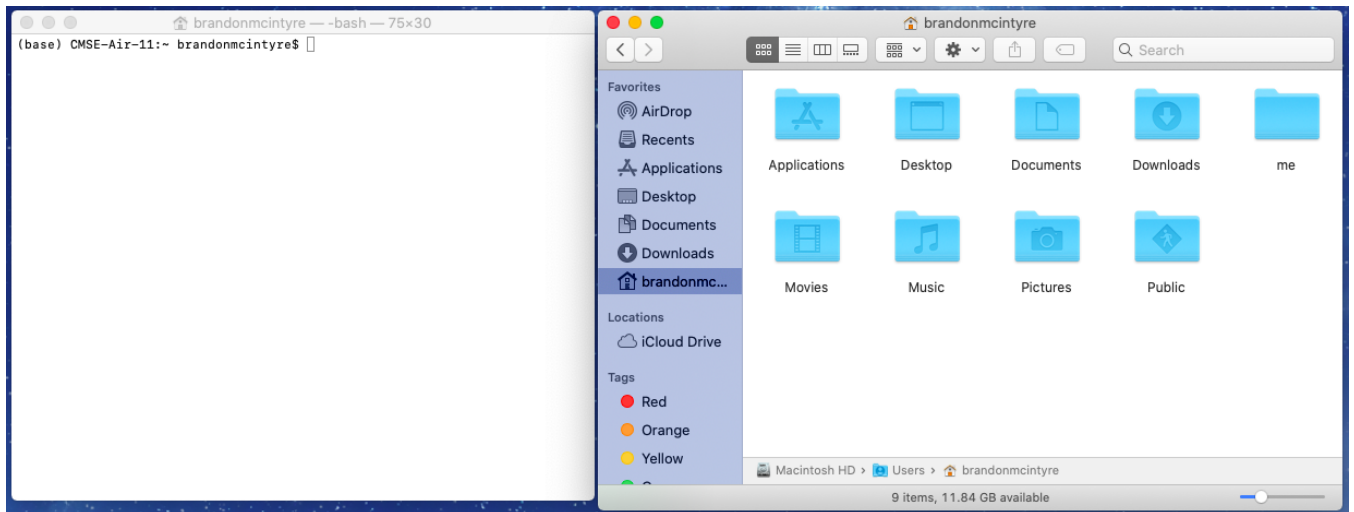 brandonmcintyre — -bash — 75×30
(base) CMSE-Air-11:~ brandonmcintyre$
brandonmcintyre
Search
Favorites
AirDrop
Recents
Applications
Desktop
Documents
Downloads
brandonmc...
Locations
iCloud Drive
Tags
Red
Orange
Yellow
Applications
Desktop
Documents
Downloads
me
Movies
Music
Pictures
Public
Macintosh HD › Users › brandonmcintyre
9 items, 11.84 GB available